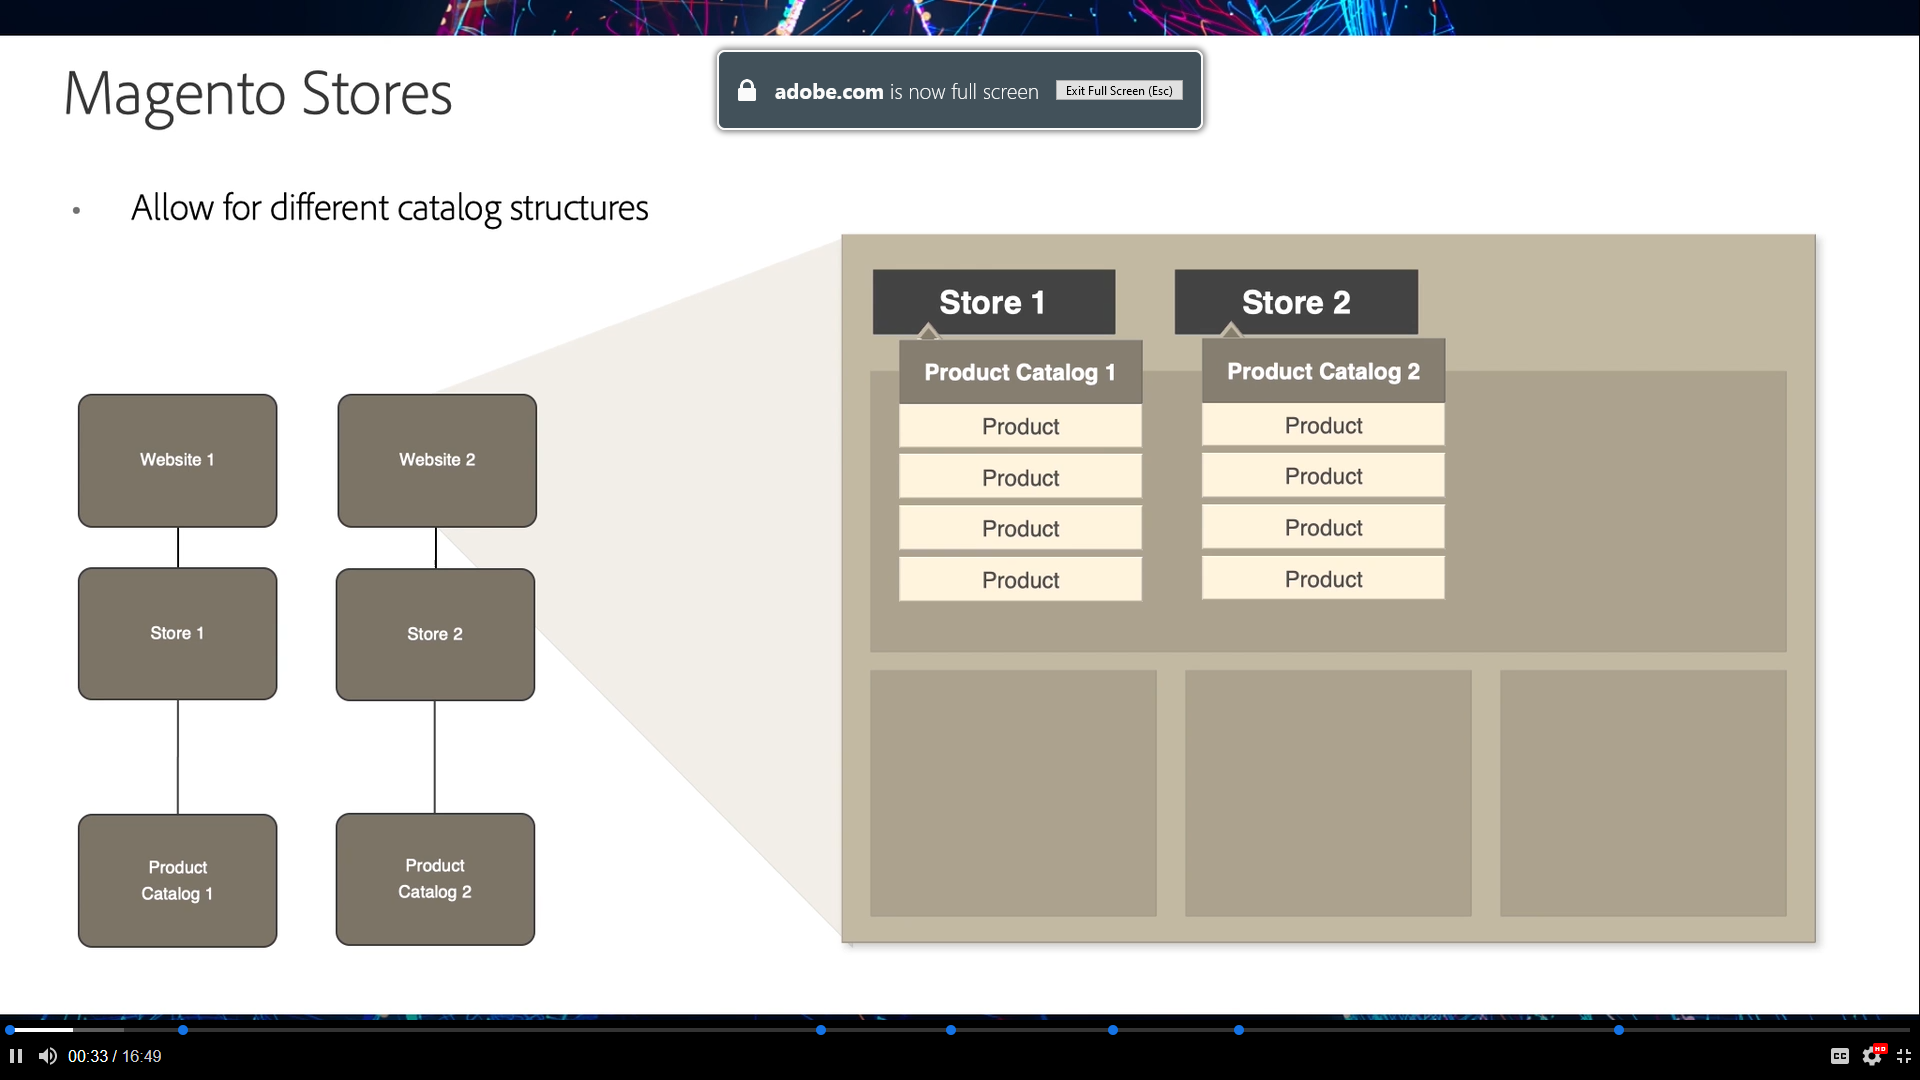 Magento Stores
adobe.com is now full screen
Exit Full Screen (Esc)
• Allow for different catalog structures
Website 1
Website 2
Store 1
Store 2
Product
Catalog 1
Product
Catalog 2
Store 1
Store 2
Product Catalog 1
Product
Product
Product
Product
Product Catalog 2
Product
Product
Product
Product
00:33 / 16:49
CC
HD